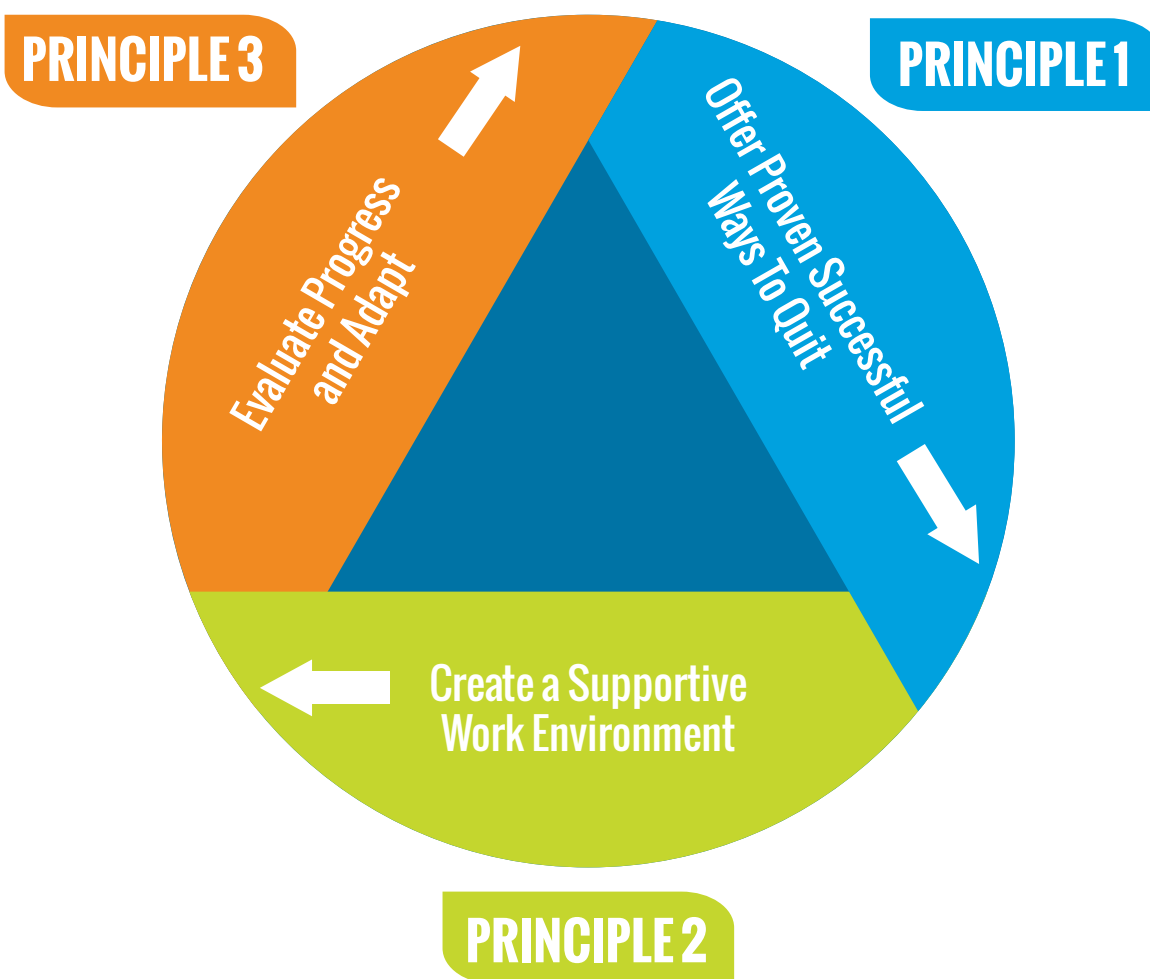 PRINCIPLE 3
PRINCIPLE 1
Offer Proven Successful
Ways To Quit
Evaluate Progress
and Adapt
Create a Supportive
Work Environment
PRINCIPLE 2